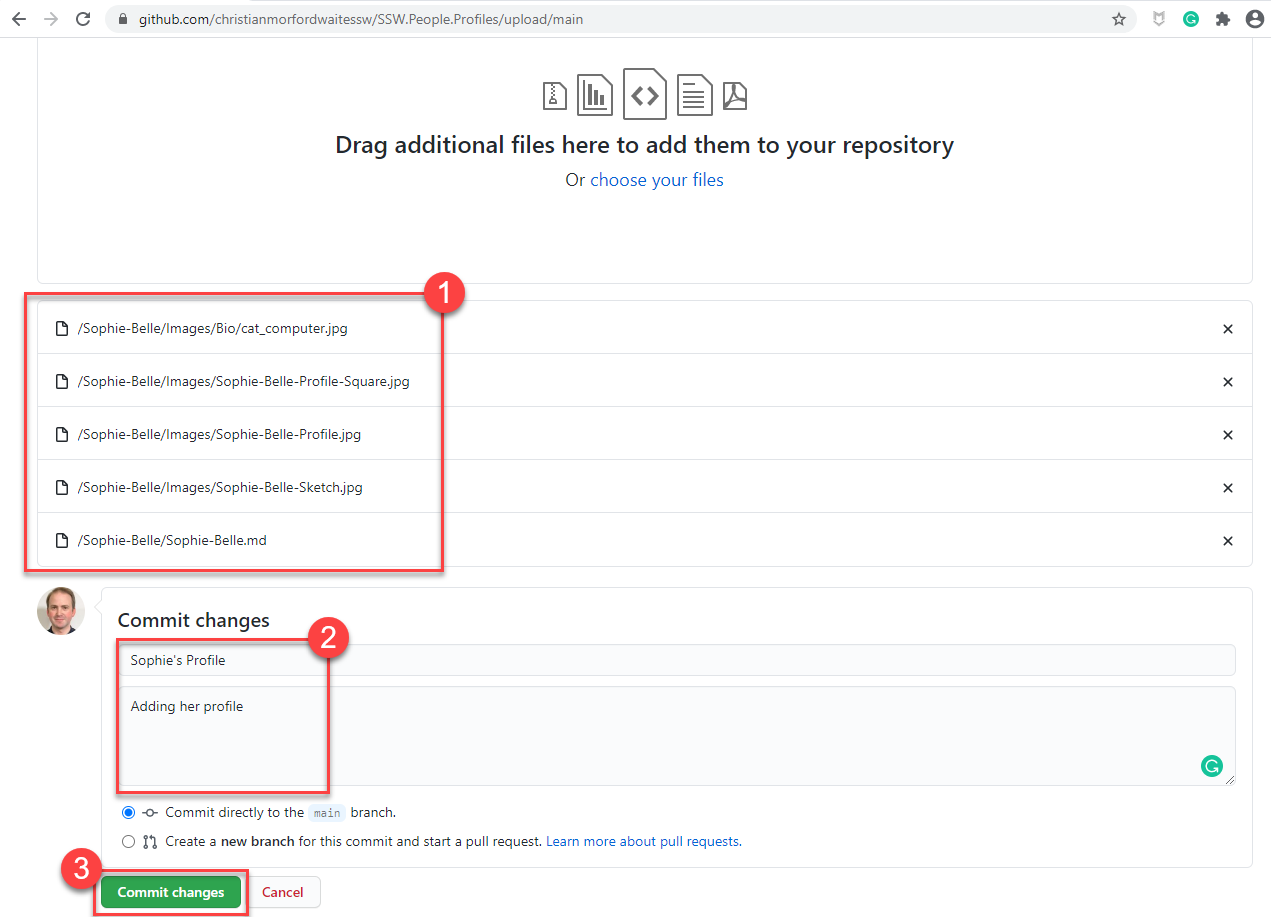 github.com/christianmorfordwaitessw/SSW.People.Profiles/upload/main
Drag additional files here to add them to your repository
Or choose your files
1
/Sophie-Belle/Images/Bio/cat_computer.jpg
/Sophie-Belle/Images/Sophie-Belle-Profile-Square.jpg
/Sophie-Belle/Images/Sophie-Belle-Profile.jpg
/Sophie-Belle/Images/Sophie-Belle-Sketch.jpg
/Sophie-Belle/Sophie-Belle.md
Commit changes
2
Sophie's Profile
Adding her profile
Commit directly to the main branch.
Create a new branch for this commit and start a pull request. Learn more about pull requests.
3
Commit changes Cancel